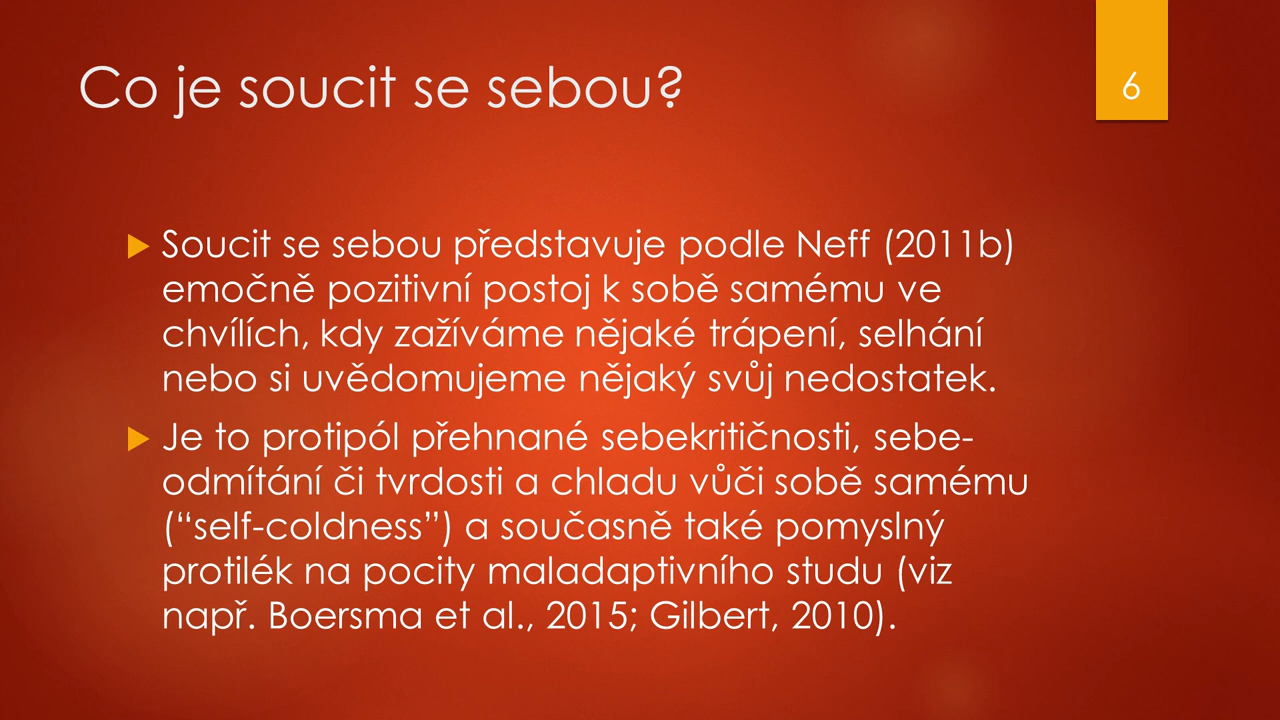 Co je soucit se sebou?
6
Soucit se sebou představuje podle Neff (2011b)
emočně pozitivní postoj k sobě samému ve
chvílích, kdy zažíváme nějaké trápení, selhání
nebo si uvědomujeme nějaký svůj nedostatek.
Je to protipól přehnané sebekritičnosti, sebe-
odmítání či tvrdosti a chladu vůči sobě samému
(“self-coldness”) a současně také pomyslný
protilék na pocity maladaptivního studu (viz
např. Boersma et al., 2015; Gilbert, 2010).